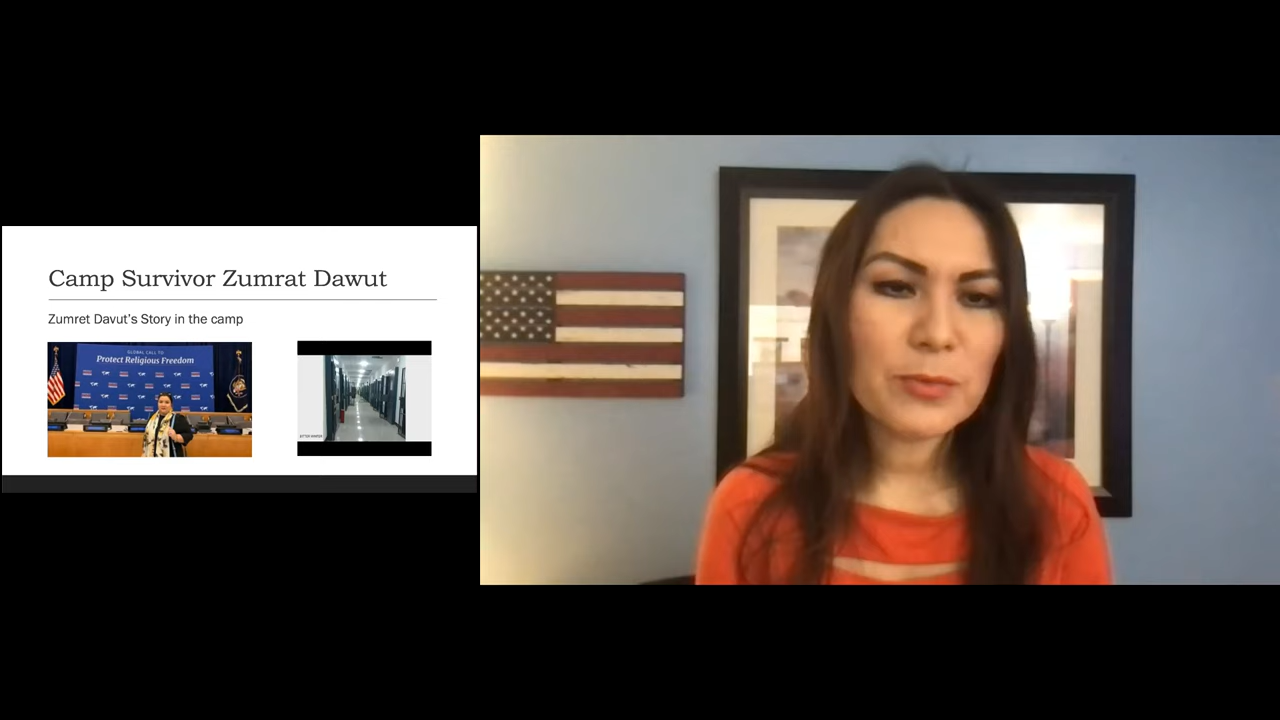 Camp Survivor Zumrat Dawut
Zumret Davut's Story in the camp
GLOBAL CALL TO
Protect Religious Freedom